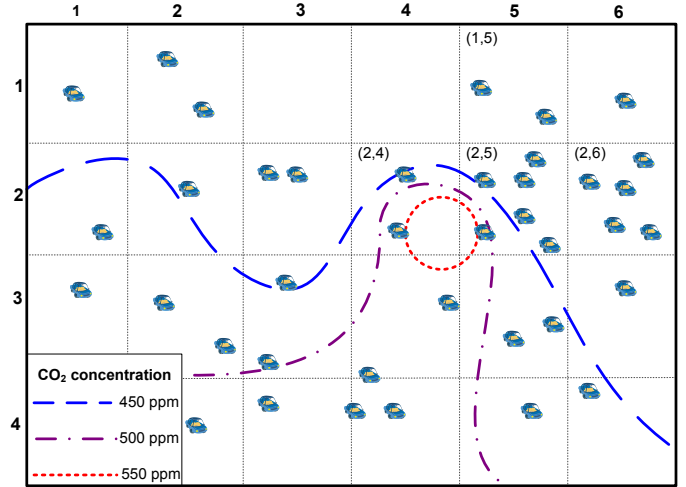 1 2 3 4 5 6
(1,5)
1
(2,4) (2,5) (2,6)
2
3
CO₂ concentration
450 ppm
4
500 ppm
550 ppm